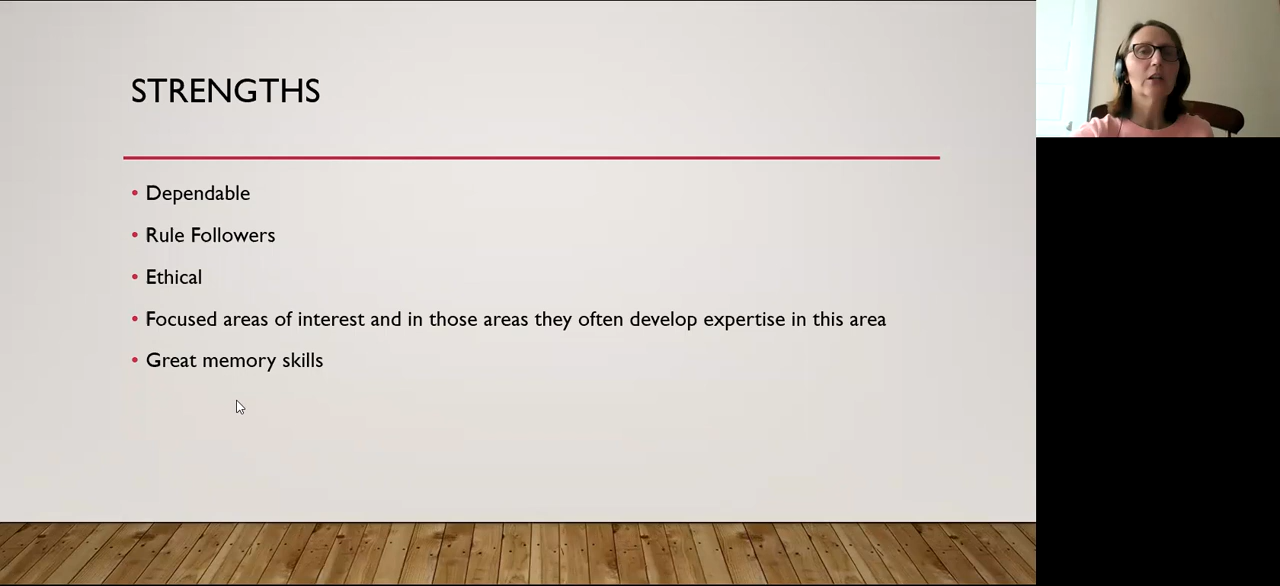 STRENGTHS
• Dependable
• Rule Followers
• Ethical
• Focused areas of interest and in those areas they often develop expertise in this area
• Great memory skills